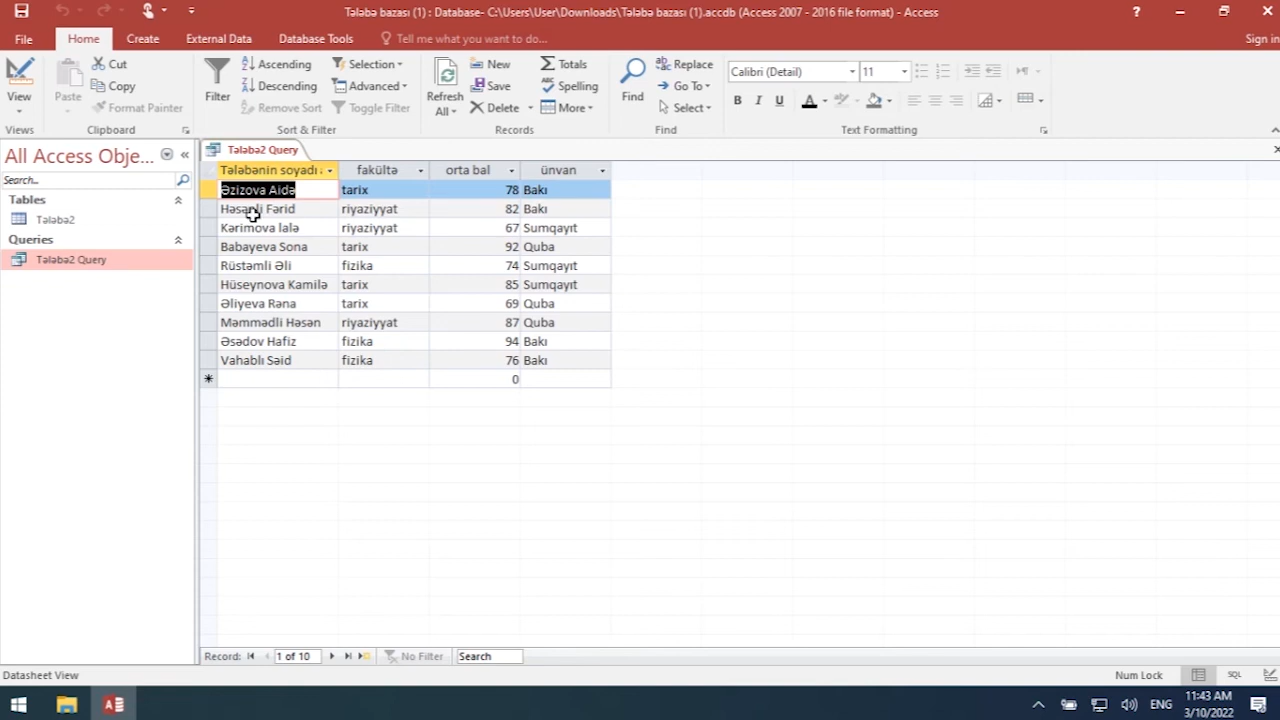 Tələbə bazası (1) : Database- C:\Users\User\Downloads\Tələbə bazası (1).accdb (Access 2007 - 2016 file format) - Access
?
File Home Create External Data Database Tools Tell me what you want to do... Sign in
View
Views
Paste
Cut
Copy
Format Painter
Clipboard
Filter
Ascending
Descending
Remove Sort
Selection
Advanced
Toggle Filter
Sort & Filter
Refresh All
New
Save
Delete
Totals
Spelling
More
Records
Find
Replace
Go To
Select
Find
Calibri (Detail) 11
B I U A
Text Formatting
All Access Obje...
Search...
Tables
Tələbə2
Queries
Tələbə2 Query
Tələbə2 Query
Tələbənin soyadı fakültə orta bal ünvan
Əzizova Aidə tarix 78 Bakı
Həsənli Fərid riyaziyyat 82 Bakı
Kərimova lalə riyaziyyat 67 Sumqayıt
Babayeva Sona tarix 92 Quba
Rüstəmli Əli fizika 74 Sumqayıt
Hüseynova Kamilə tarix 85 Sumqayıt
Əliyeva Rəna tarix 69 Quba
Məmmədli Həsən riyaziyyat 87 Quba
Əsədov Hafiz fizika 94 Bakı
Vahablı Səid fizika 76 Bakı
* 0
Record: 1 of 10 No Filter Search
Datasheet View Num Lock SQL
ENG
11:43 AM
3/10/2022